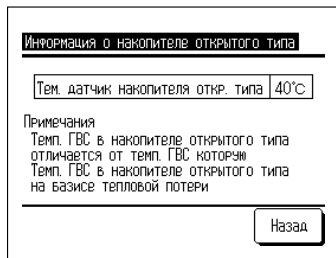 Информация о накопителе открытого типа
Тем. датчик накопителя откр. типа 40°C
Примечания
Темп. ГВС в накопителе открытого типа
отличается от темп. ГВС которую
Темп. ГВС в накопителе открытого типа
на базисе тепловой потери
Назад